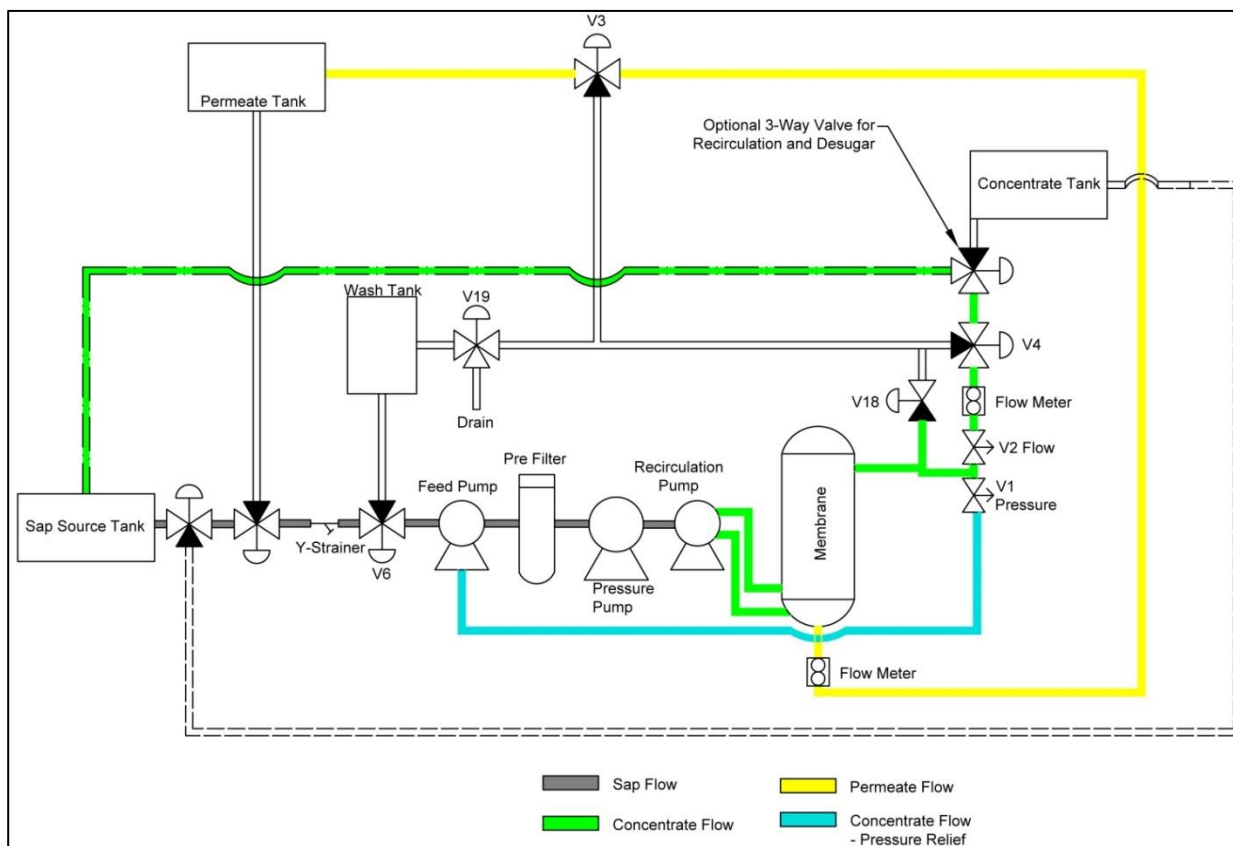 V3
Permeate Tank
Optional 3-Way Valve for
Recirculation and Desugar
Concentrate Tank
Wash Tank
V19
V4
V18
Flow Meter
Drain
V2 Flow
Pre Filter
Recirculation
Pump
Feed Pump
V1
Pressure
Sap Source Tank
Membrane
Y-Strainer
V6
Pressure
Pump
Flow Meter
Sap Flow
Permeate Flow
Concentrate Flow
Concentrate Flow
- Pressure Relief